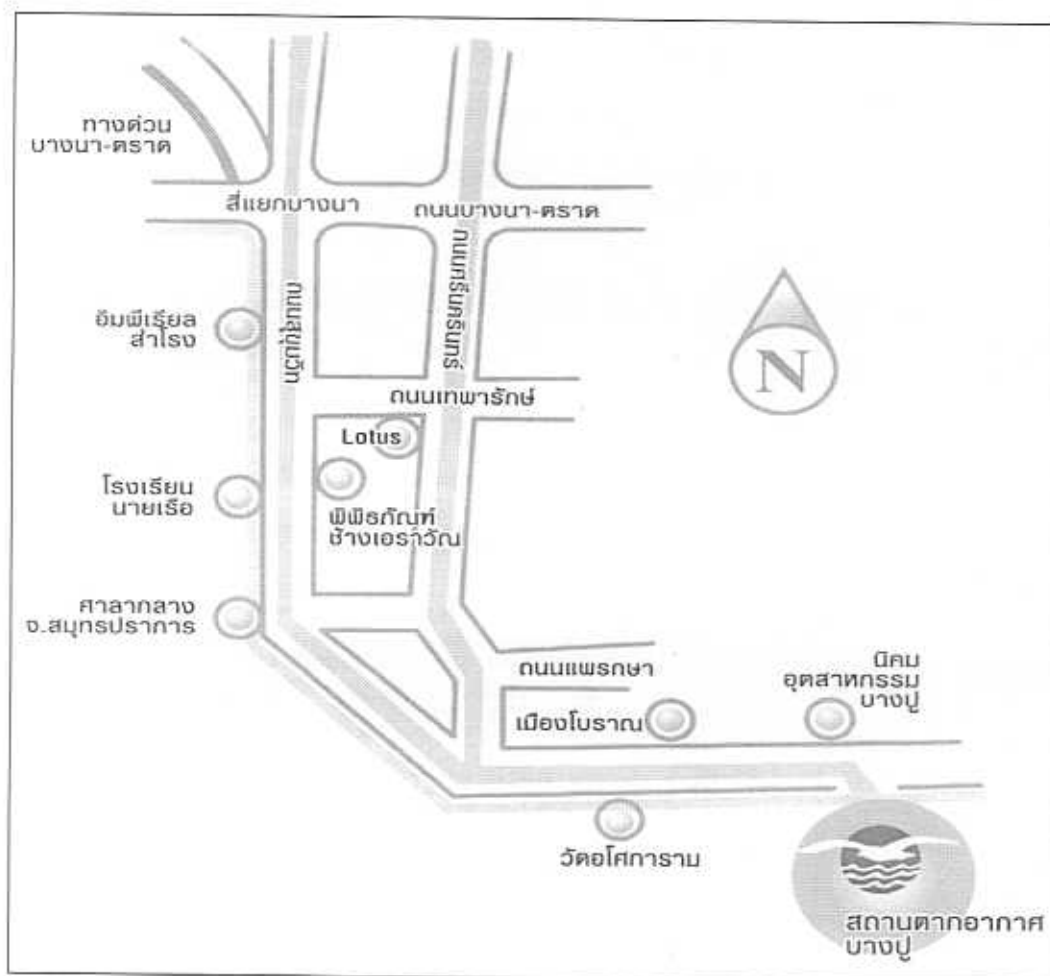 ทางด่วน
บางนา-ตราด
สี่แยกบางนา
ถนนบางนา-ตราด
ถนนสุขุมวิท
ถนนศรีนครินทร์
อิมพีเรียล
สำโรง
N
ถนนเทพารักษ์
Lotus
โรงเรียน
นายเรือ
พิพิธภัณฑ์
ช้างเอราวัณ
ศาลากลาง
จ.สมุทรปราการ
ถนนแพรกษา
นิคม
อุตสาหกรรม
บางปู
เมืองโบราณ
วัดอโศการาม
สถานตากอากาศ
บางปู